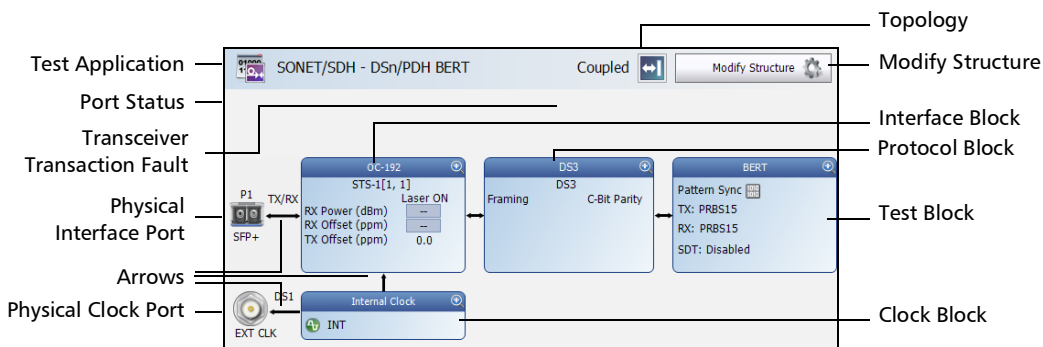 Topology
Test Application
SONET/SDH - DSn/PDH BERT
Coupled
Modify Structure
Modify Structure
Port Status
Transceiver
Transaction Fault
Interface Block
Protocol Block
OC-192
STS-1[1, 1]
Laser ON
RX Power (dBm) --
RX Offset (ppm) --
TX Offset (ppm) 0.0
DS3
DS3
Framing C-Bit Parity
BERT
Pattern Sync
TX: PRBS15
RX: PRBS15
SDT: Disabled
Test Block
P1
TX/RX
SFP+
Physical
Interface Port
Arrows
Physical Clock Port
DS1
EXT CLK
Internal Clock
INT
Clock Block